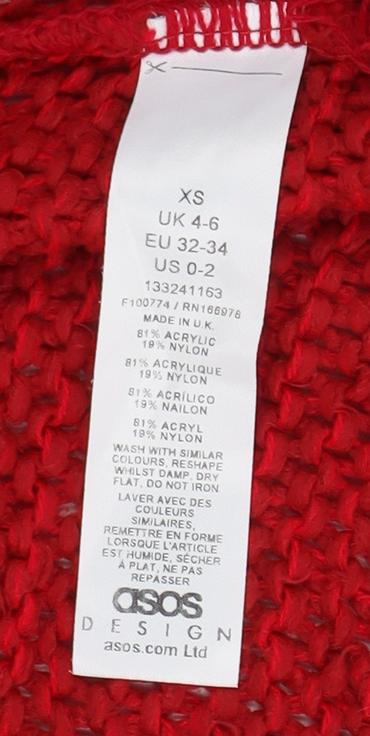 XS
UK 4-6
EU 32-34
US 0-2
133241163
F100774 / RN166978
MADE IN U.K.
81% ACRYLIC
19% NYLON
81% ACRYLIQUE
19% NYLON
81% ACRÍLICO
19% NAILON
81% ACRYL
19% NYLON
WASH WITH SIMILAR
COLOURS, RESHAPE
WHILST DAMP, DRY
FLAT, DO NOT IRON
LAVER AVEC DES
COULEURS
SIMILAIRES,
REMETTRE EN FORME
LORSQUE L'ARTICLE
EST HUMIDE, SÉCHER
À PLAT, NE PAS
REPASSER
asos
DESIGN
asos.com Ltd